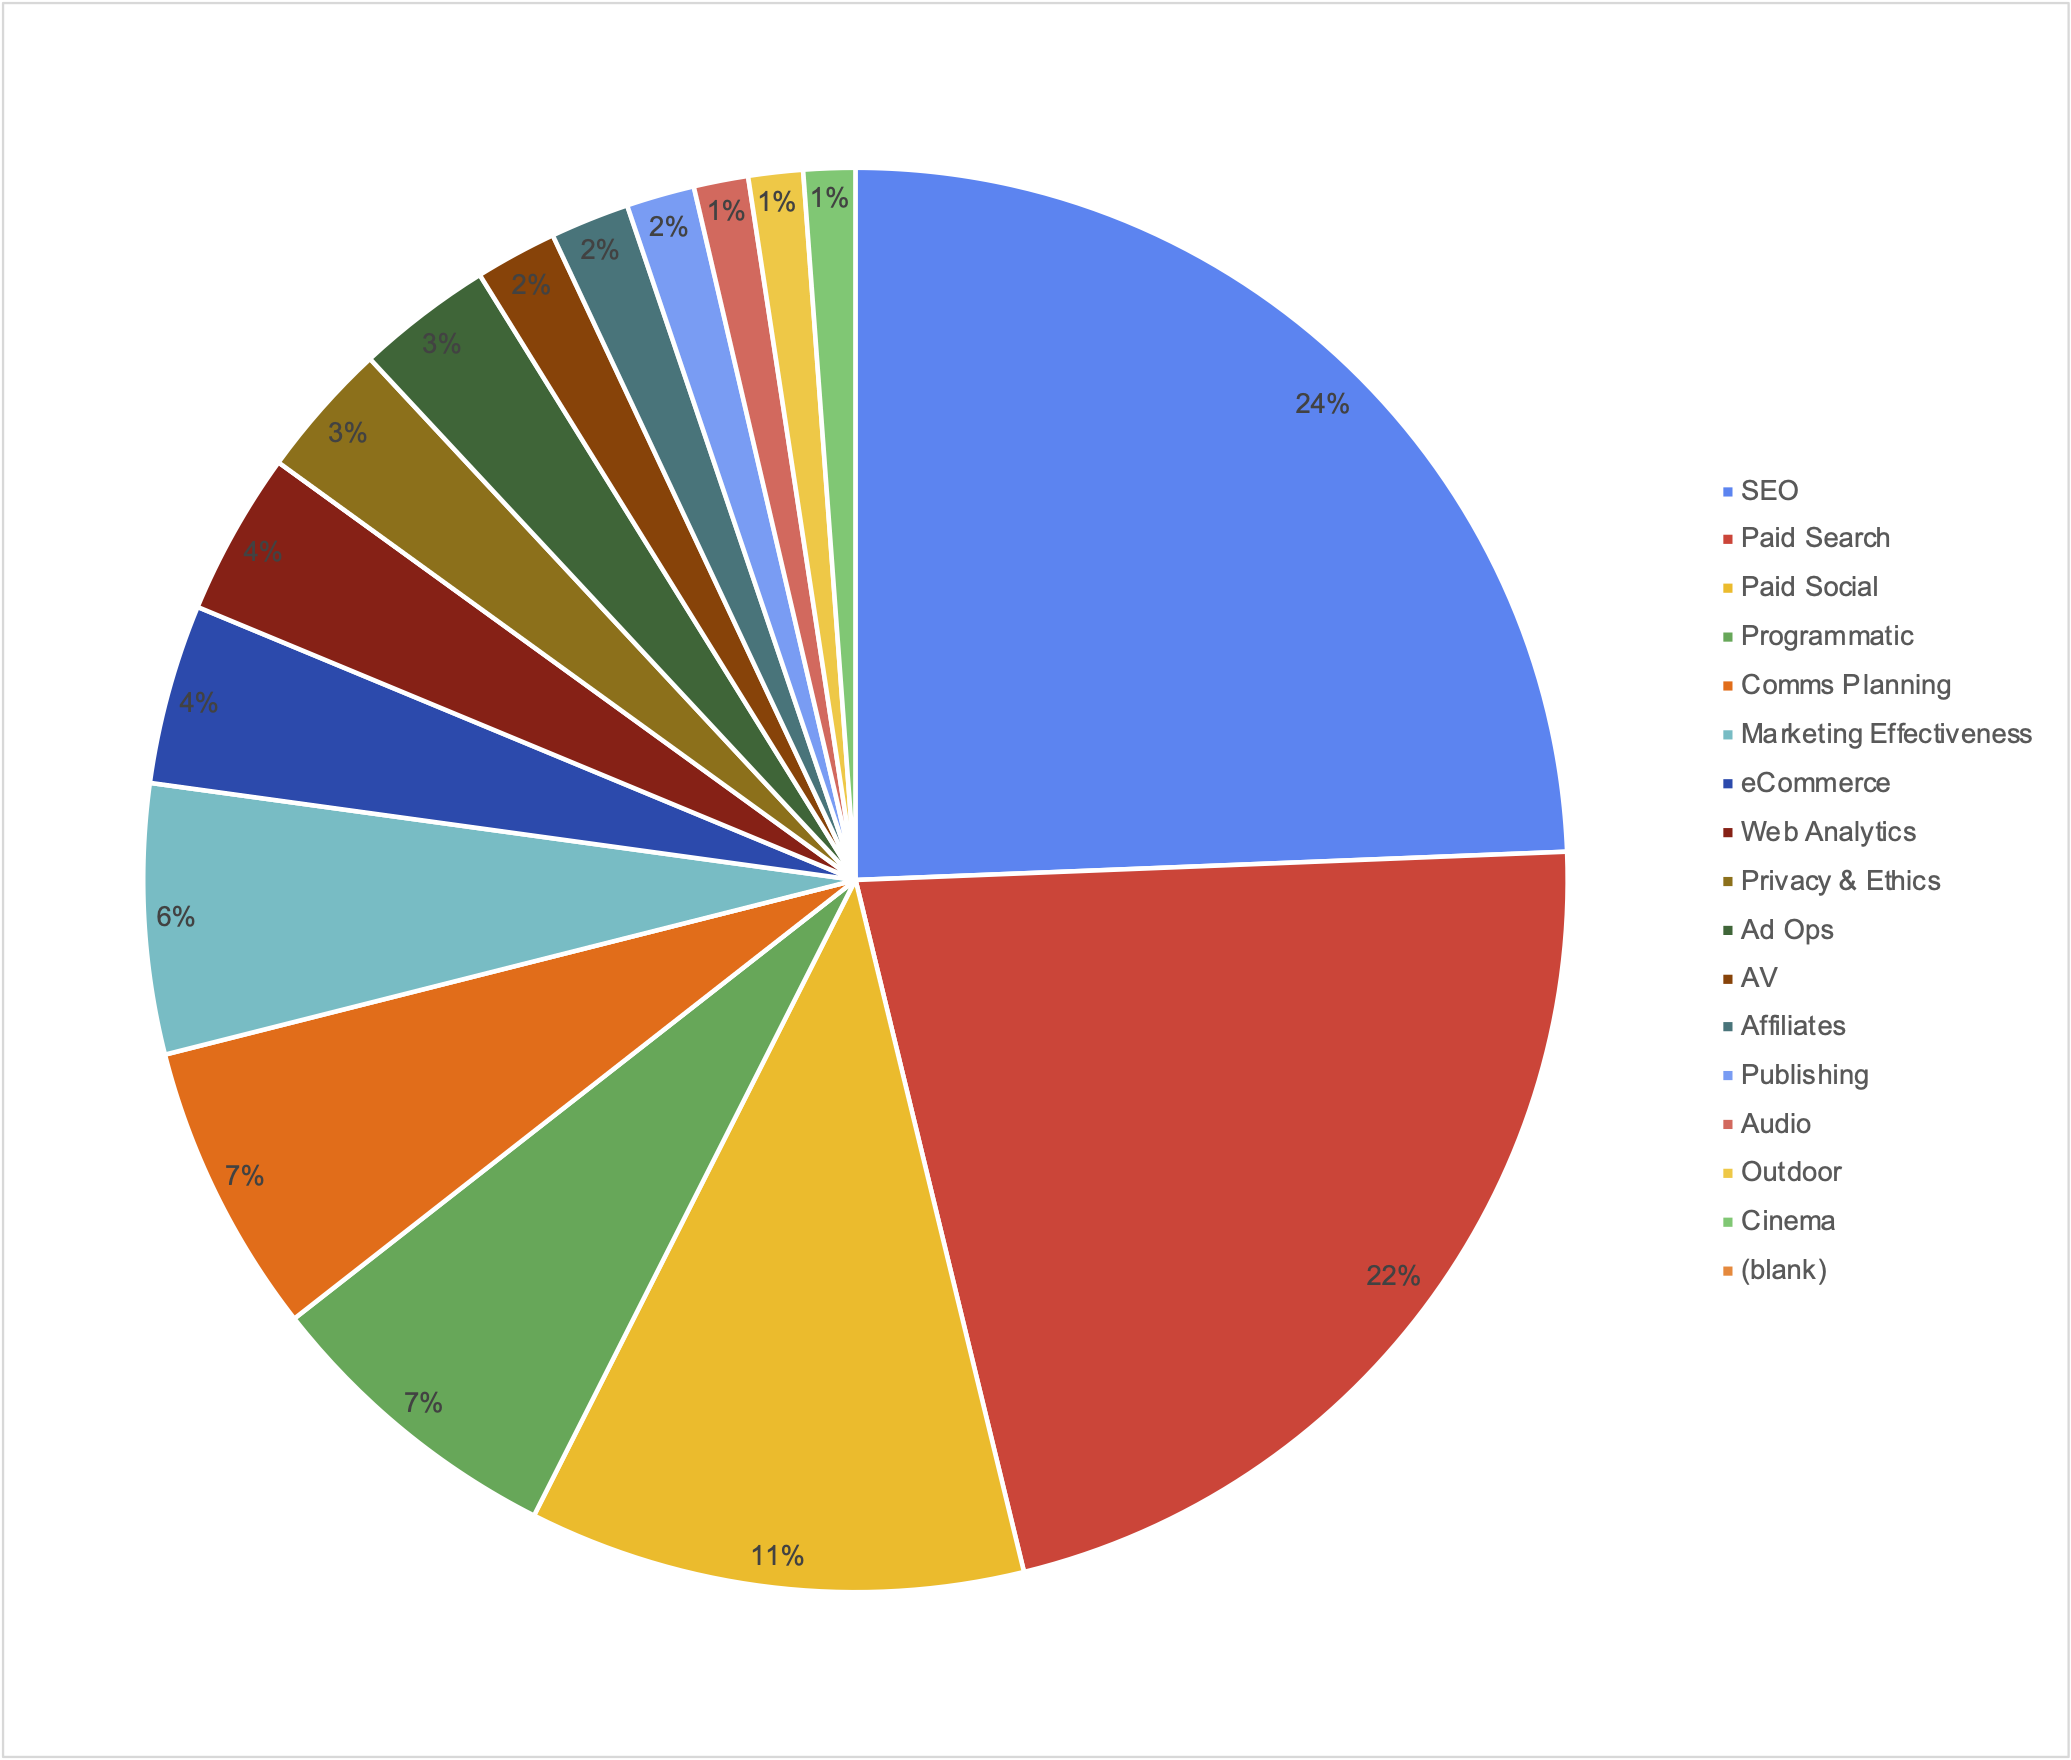 1%
1%
1%
2%
2%
2%
3%
24%
3%
SEO
Paid Search
4%
Paid Social
Programmatic
4%
Comms Planning
Marketing Effectiveness
eCommerce
Web Analytics
Privacy & Ethics
6%
Ad Ops
AV
Affiliates
Publishing
Audio
7%
Outdoor
Cinema
22%
(blank)
7%
11%